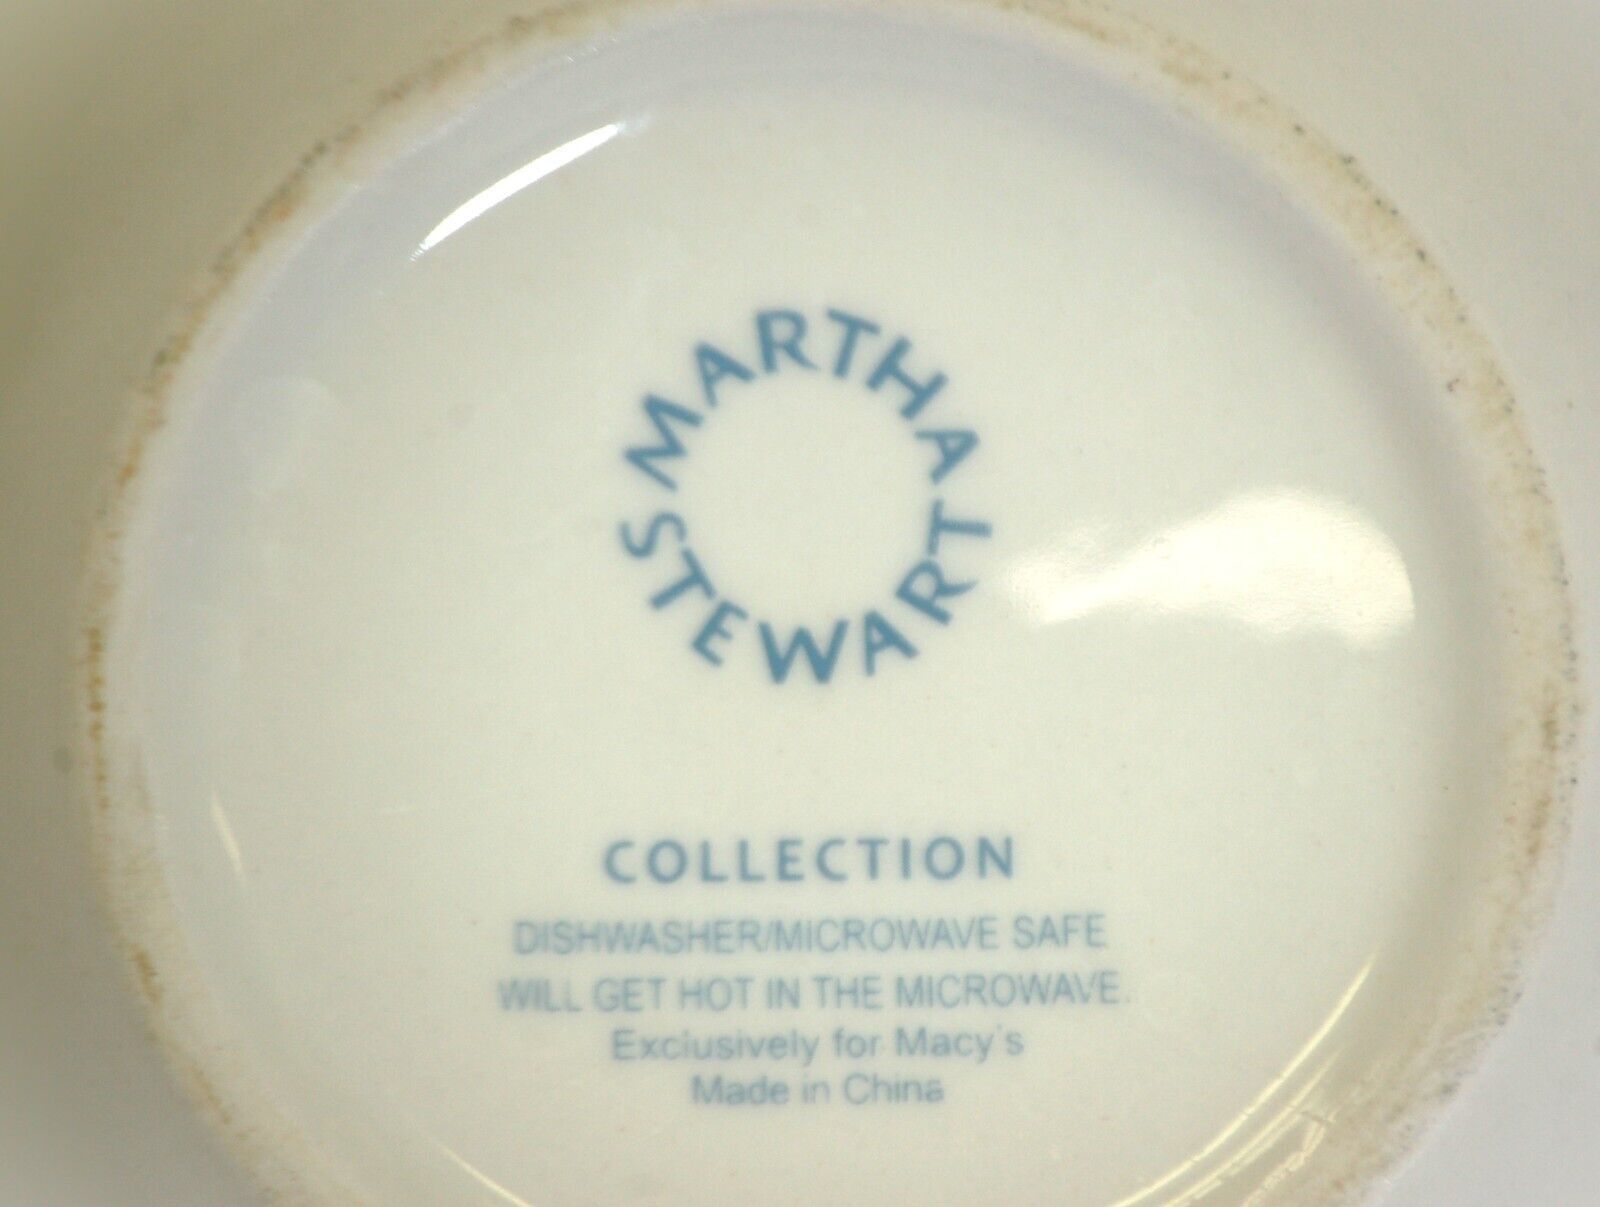 MARTHA
STEWART
COLLECTION
DISHWASHER/MICROWAVE SAFE
WILL GET HOT IN THE MICROWAVE.
Exclusively for Macy's
Made in China